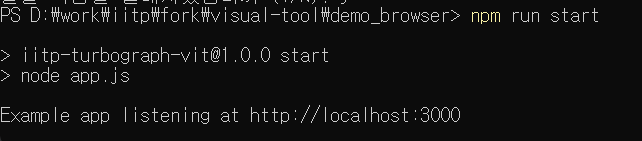 PS D:₩work₩iitp₩fork₩visual-tool₩demo_browser> npm run start
> iitp-turbograph-vit@1.0.0 start
> node app.js
Example app listening at http://localhost:3000